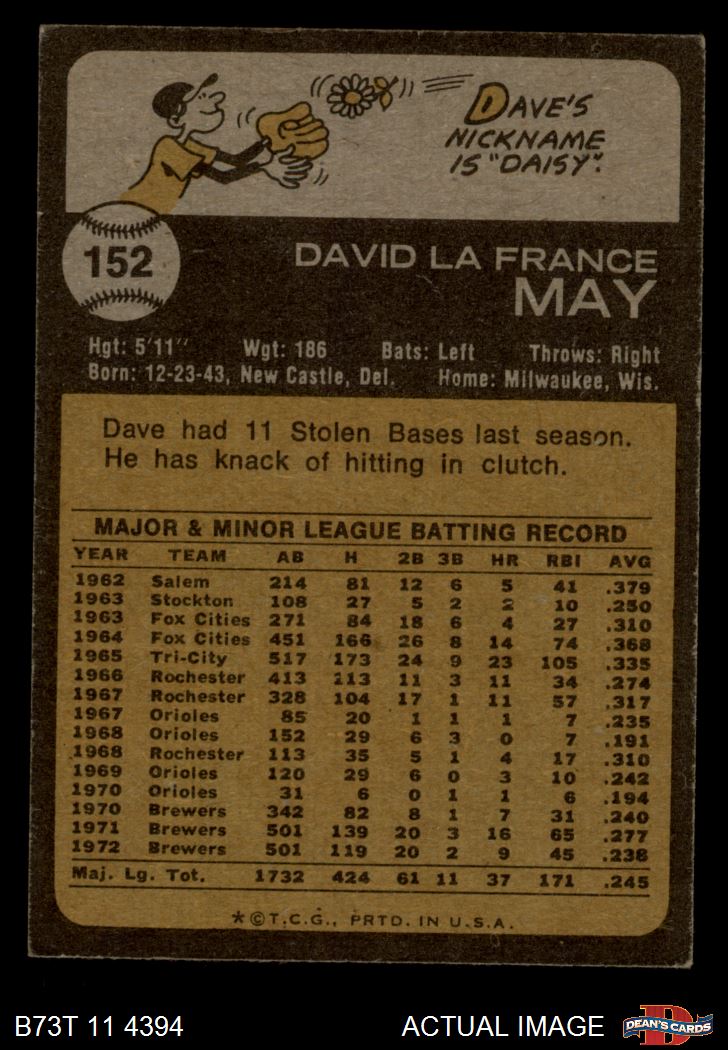 DAVE'S
NICKNAME
IS "DAISY".
152
DAVID LA FRANCE
MAY
Hgt: 5'11" Wgt: 186 Bats: Left Throws: Right
Born: 12-23-43, New Castle, Del. Home: Milwaukee, Wis.
Dave had 11 Stolen Bases last season.
He has knack of hitting in clutch.
MAJOR & MINOR LEAGUE BATTING RECORD
YEAR TEAM AB H 2B 3B HR RBI AVG
1962 Salem 214 81 12 6 5 41 .379
1963 Stockton 108 27 5 2 2 10 .250
1963 Fox Cities 271 84 18 6 4 27 .310
1964 Fox Cities 451 166 26 8 14 74 .368
1965 Tri-City 517 173 24 9 23 105 .335
1966 Rochester 413 113 11 3 11 34 .274
1967 Rochester 328 104 17 1 11 57 .317
1967 Orioles 85 20 1 1 1 7 .235
1968 Orioles 152 29 6 3 0 7 .191
1968 Rochester 113 35 5 1 4 17 .310
1969 Orioles 120 29 6 0 3 10 .242
1970 Orioles 31 6 0 1 1 6 .194
1970 Brewers 342 82 8 1 7 31 .240
1971 Brewers 501 139 20 3 16 65 .277
1972 Brewers 501 119 20 2 9 45 .238
Maj. Lg. Tot. 1732 424 61 11 37 171 .245
*©T.C.G., PRTD. IN U.S.A.
B73T 11 4394 ACTUAL IMAGE
DEAN'S CARDS